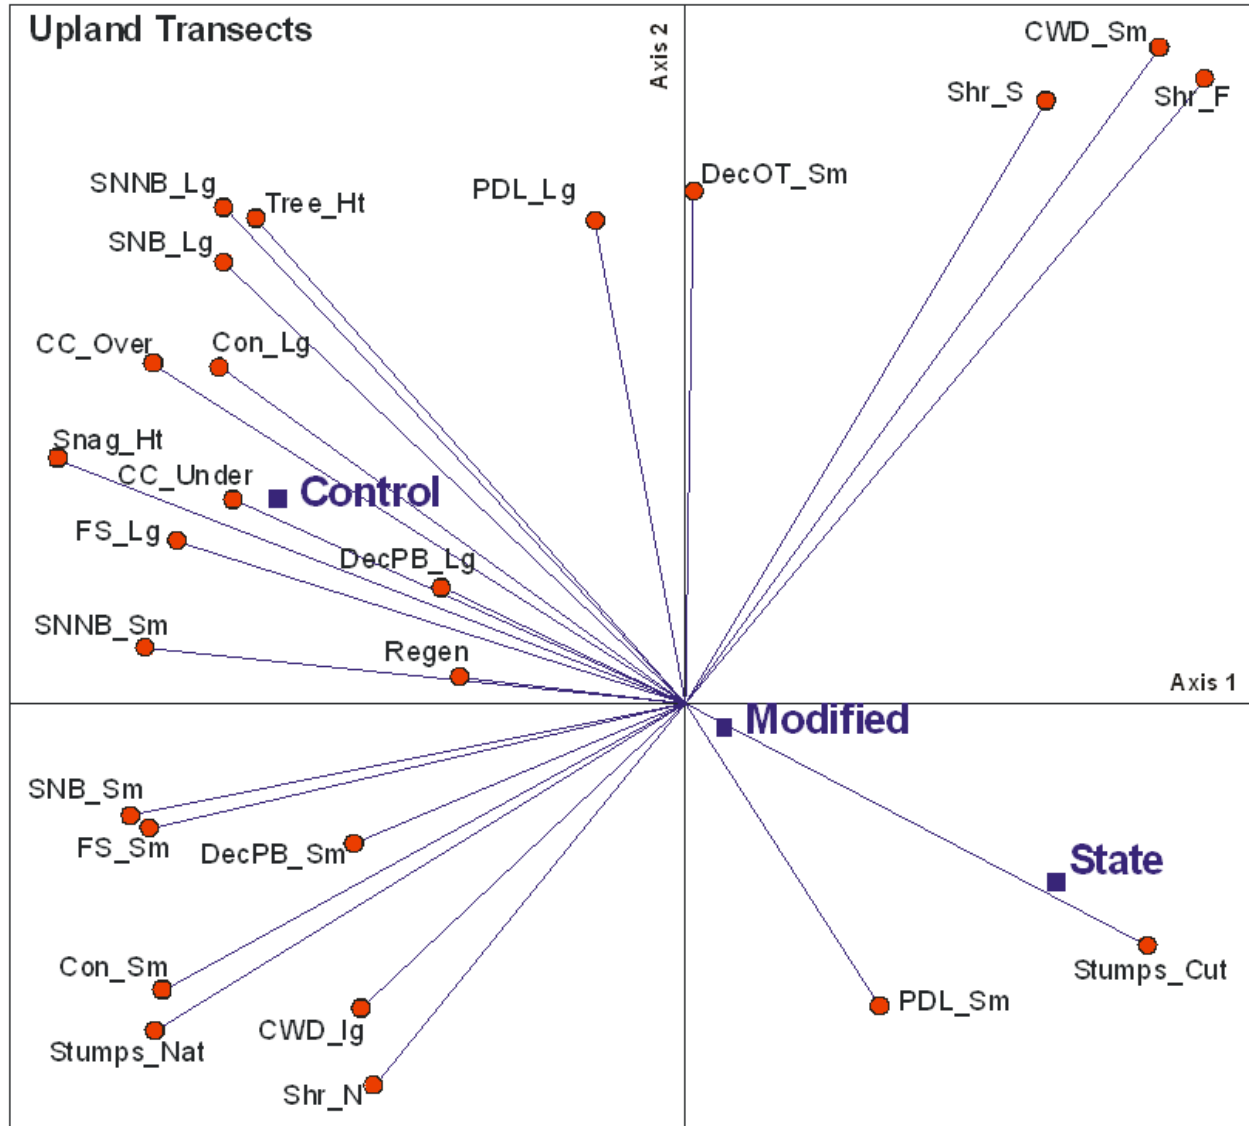 Upland Transects
Axis 2
CWD_Sm
Shr_S
Shr_F
SNNB_Lg
Tree_Ht
PDL_Lg
DecOT_Sm
SNB_Lg
CC_Over
Con_Lg
Snag_Ht
CC_Under
Control
FS_Lg
DecPB_Lg
SNNB_Sm
Regen
Axis 1
Modified
SNB_Sm
FS_Sm
DecPB_Sm
State
Con_Sm
Stumps_Cut
PDL_Sm
Stumps_Nat
CWD_lg
Shr_N